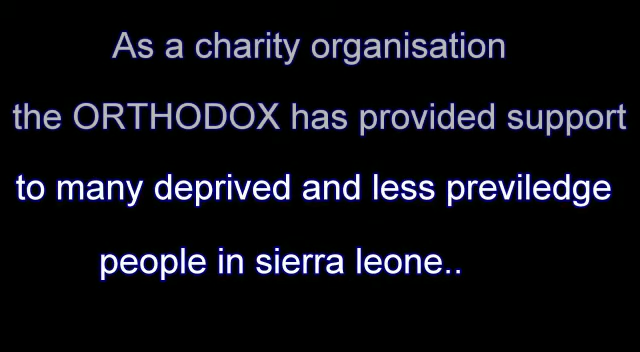 As a charity organisation
the ORTHODOX has provided support
to many deprived and less previledge
people in sierra leone..